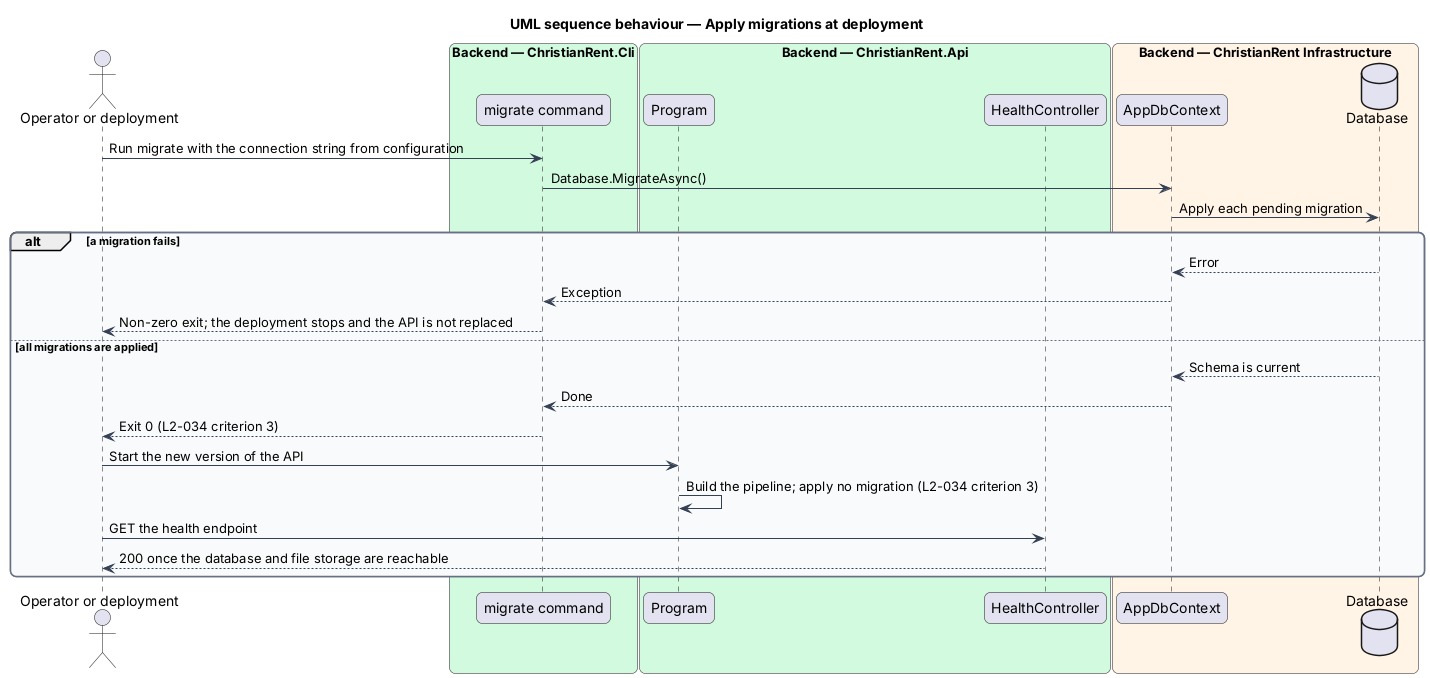 UML sequence behaviour — Apply migrations at deployment
Backend — ChristianRent.Cli
Backend — ChristianRent.Api
Backend — ChristianRent Infrastructure
Operator or deployment
migrate command
Program
HealthController
AppDbContext
Database
Run migrate with the connection string from configuration
Database.MigrateAsync()
Apply each pending migration
alt
[a migration fails]
Error
Exception
Non-zero exit; the deployment stops and the API is not replaced
[all migrations are applied]
Schema is current
Done
Exit 0 (L2-034 criterion 3)
Start the new version of the API
Build the pipeline; apply no migration (L2-034 criterion 3)
GET the health endpoint
200 once the database and file storage are reachable
Operator or deployment
migrate command
Program
HealthController
AppDbContext
Database